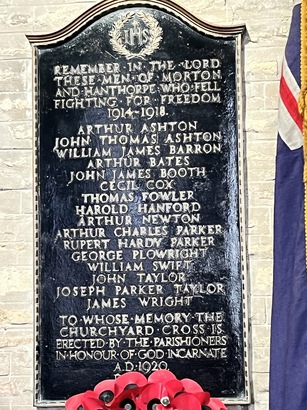 IHS
REMEMBER IN THE LORD
THESE MEN OF MORTON
AND HANTHORPE WHO FELL
FIGHTING FOR FREEDOM
1914-1918.
ARTHUR ASHTON
JOHN THOMAS ASHTON
WILLIAM JAMES BARRON
ARTHUR BATES
JOHN JAMES BOOTH
CECIL COX
THOMAS FOWLER
HAROLD HANFORD
ARTHUR NEWTON
ARTHUR CHARLES PARKER
RUPERT HARDY PARKER
GEORGE PLOWRIGHT
WILLIAM SWIFT
JOHN TAYLOR
JOSEPH PARKER TAYLOR
JAMES WRIGHT
TO WHOSE MEMORY THE
CHURCHYARD CROSS IS
ERECTED BY THE PARISHIONERS
IN HONOUR OF GOD INCARNATE
A.D. 1920.